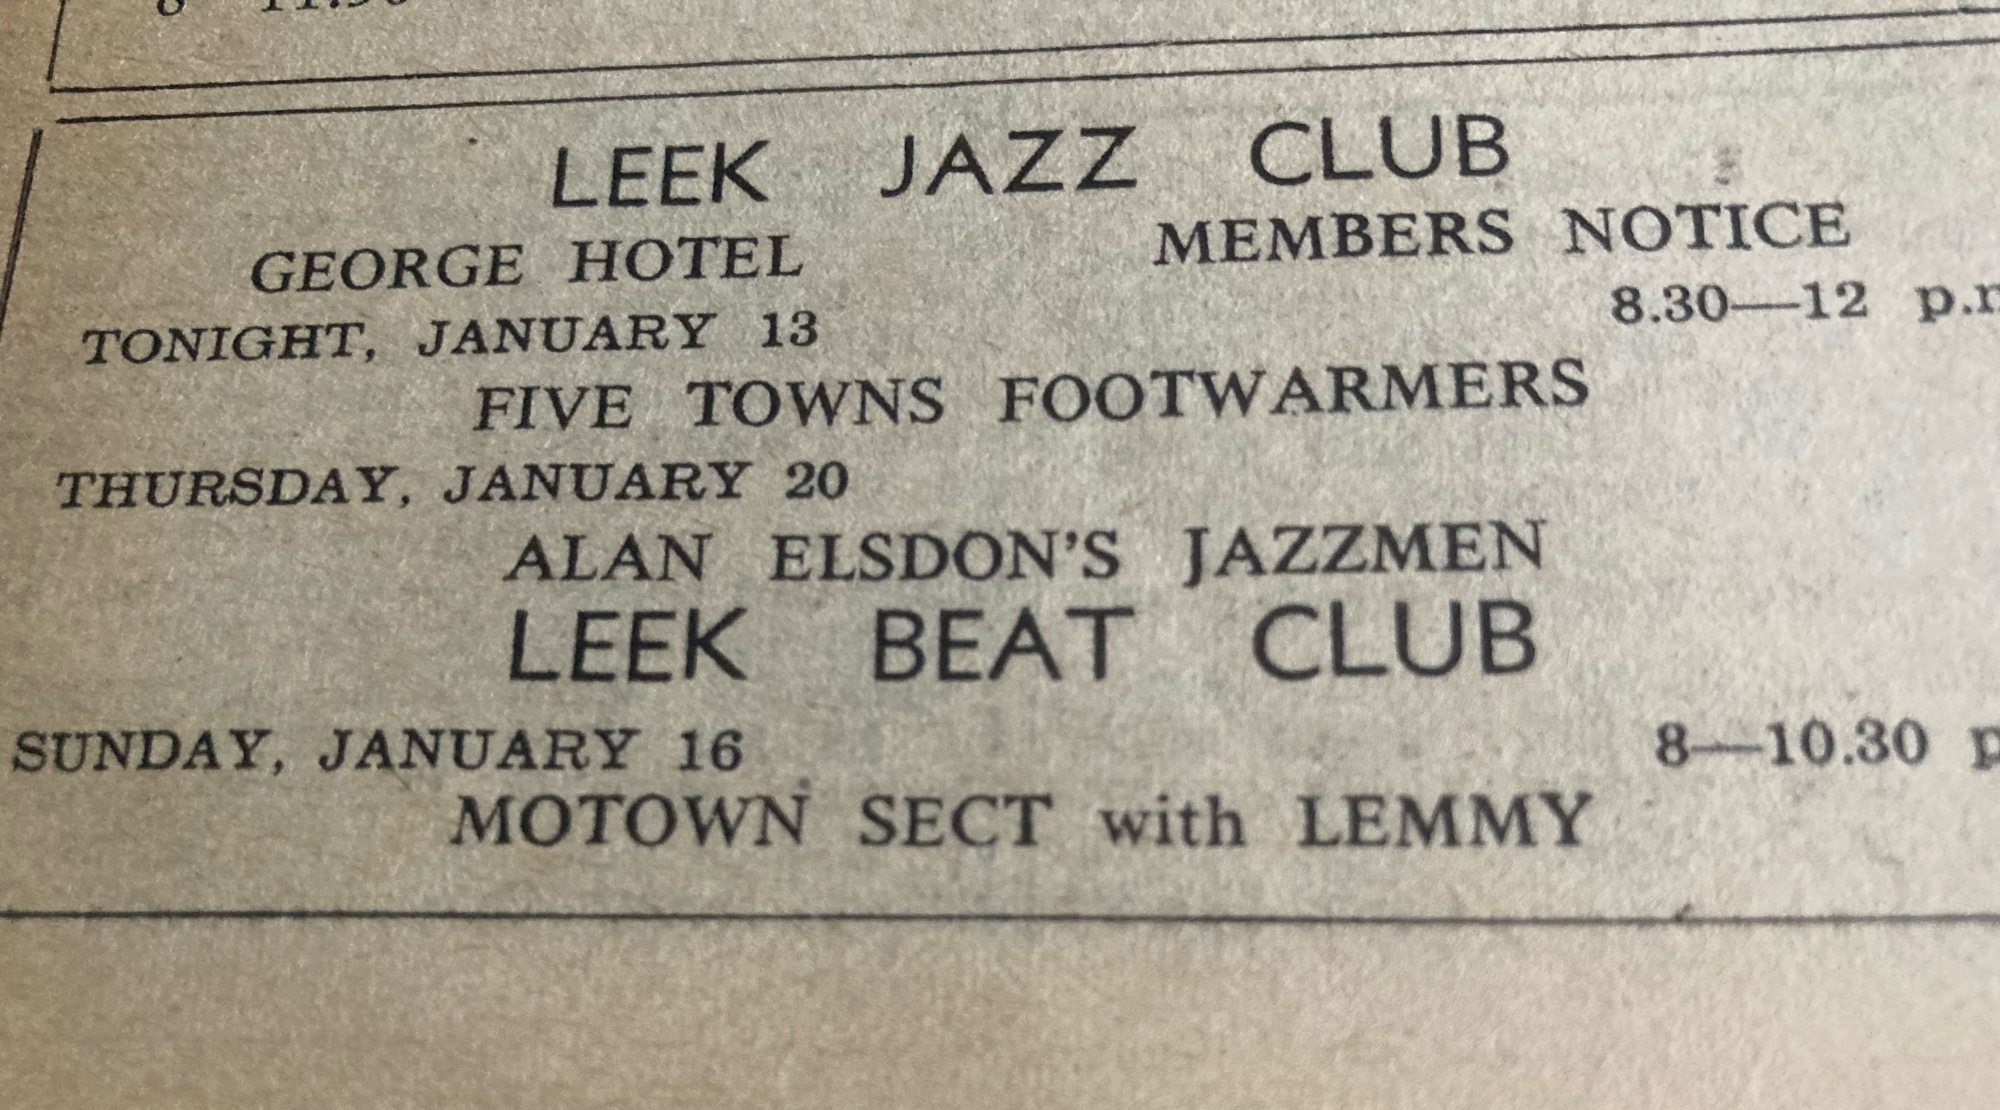 LEEK JAZZ CLUB
GEORGE HOTEL MEMBERS NOTICE
TONIGHT, JANUARY 13 8.30—12
FIVE TOWNS FOOTWARMERS
THURSDAY, JANUARY 20
ALAN ELSDON'S JAZZMEN
LEEK BEAT CLUB
SUNDAY, JANUARY 16 8—10.30
MOTOWN SECT with LEMMY